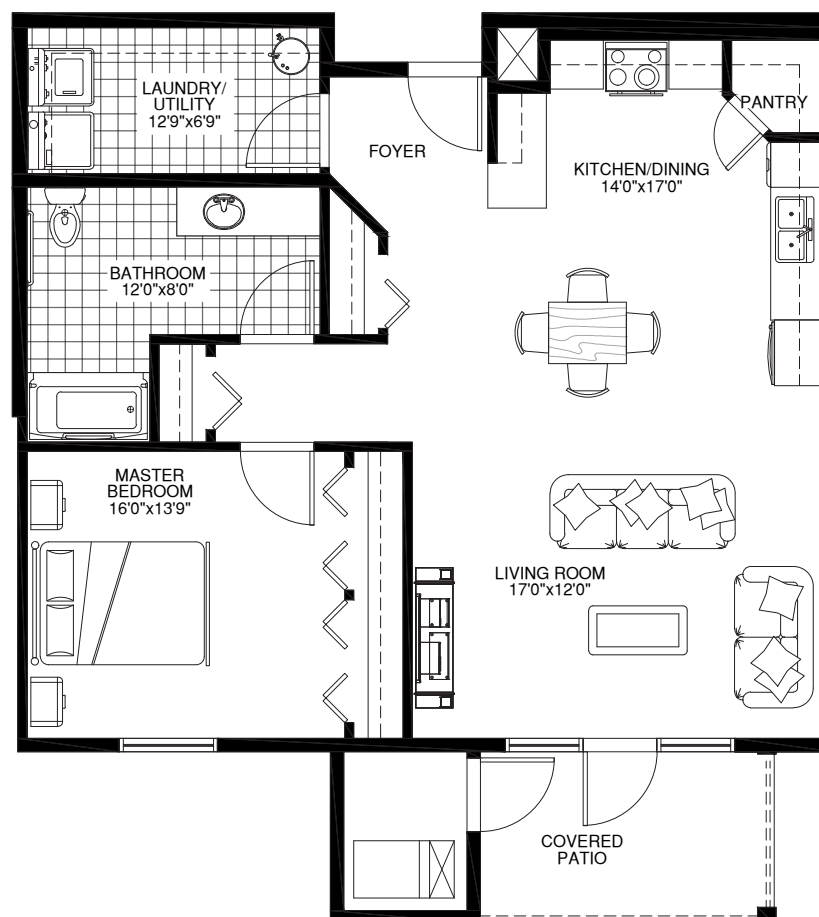 LAUNDRY/
UTILITY
12'9"x6'9"
FOYER
PANTRY
KITCHEN/DINING
14'0"x17'0"
BATHROOM
12'0"x8'0"
MASTER
BEDROOM
16'0"x13'9"
LIVING ROOM
17'0"x12'0"
COVERED
PATIO